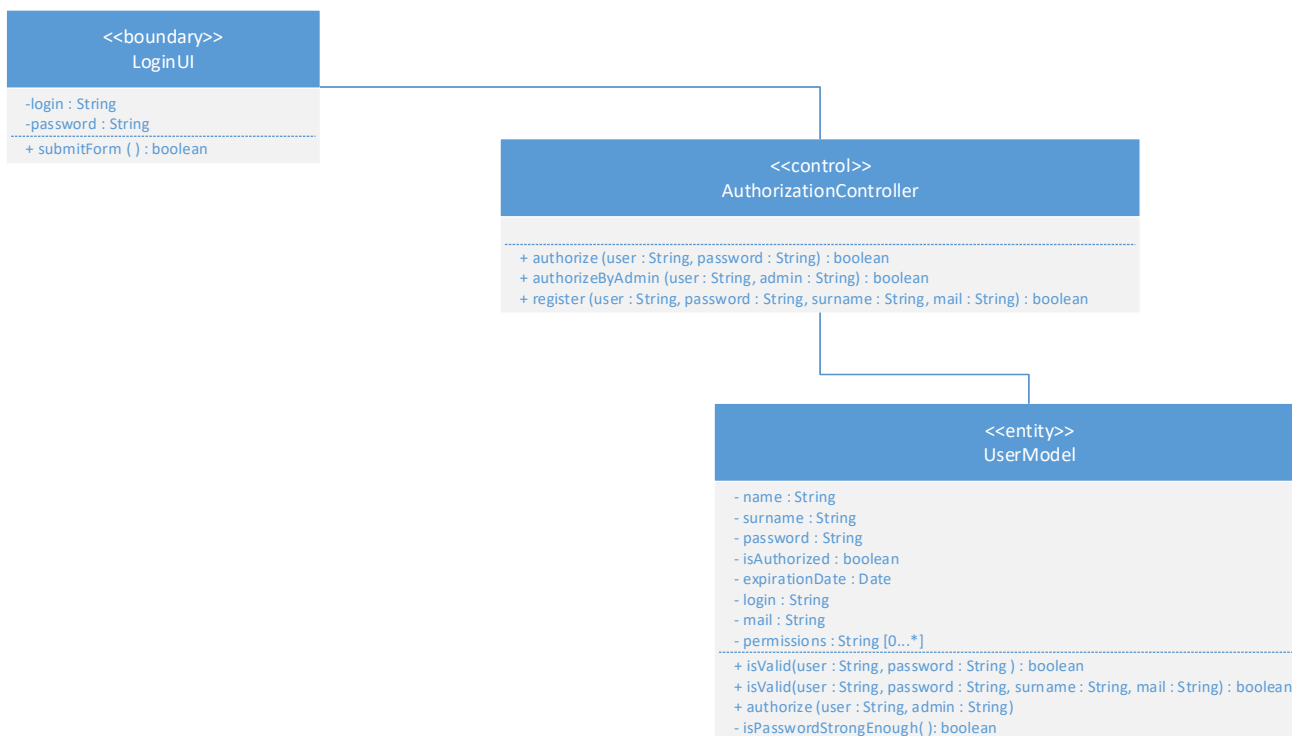 <<boundary>>
LoginUI
-login : String
-password : String
+ submitForm ( ) : boolean
<<control>>
AuthorizationController
+ authorize (user : String, password : String) : boolean
+ authorizeByAdmin (user : String, admin : String) : boolean
+ register (user : String, password : String, surname : String, mail : String) : boolean
<<entity>>
UserModel
- name : String
- surname : String
- password : String
- isAuthorized : boolean
- expirationDate : Date
- login : String
- mail : String
- permissions : String [0...*]
+ isValid(user : String, password : String ) : boolean
+ isValid(user : String, password : String, surname : String, mail : String) : boolean
+ authorize (user : String, admin : String)
- isPasswordStrongEnough( ): boolean